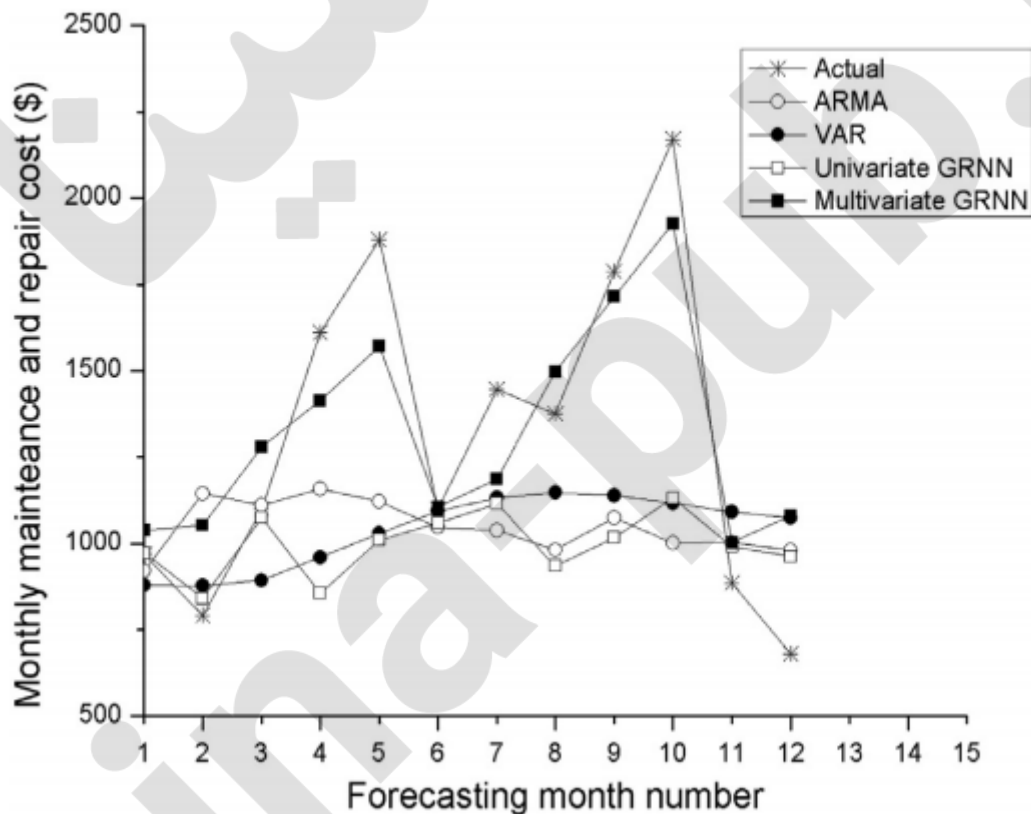 2500
2000
1500
1000
500
Monthly mainteance and repair cost ($)
Actual
ARMA
VAR
Univariate GRNN
Multivariate GRNN
1 2 3 4 5 6 7 8 9 10 11 12 13 14 15
Forecasting month number